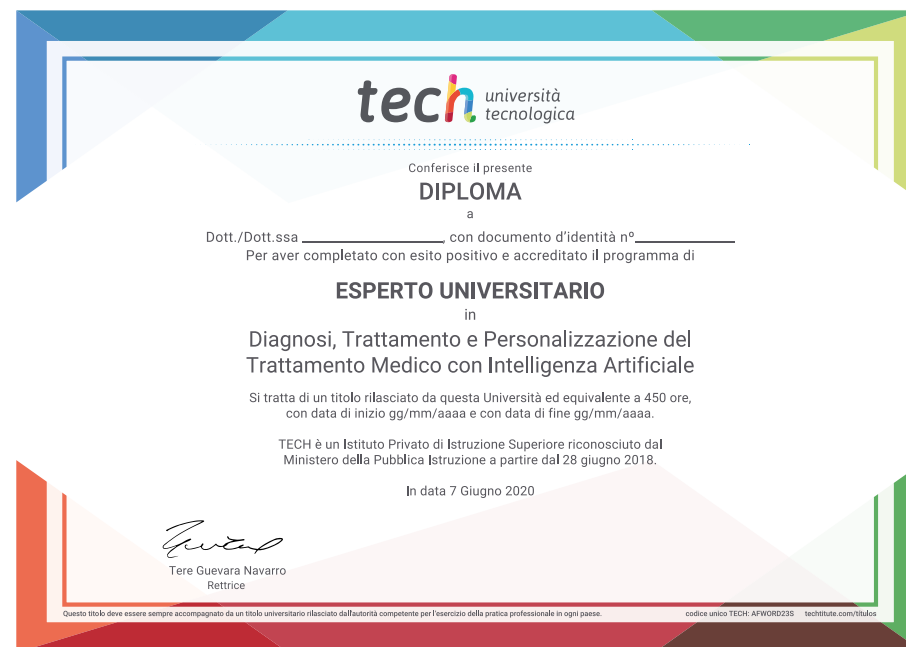 tech università
tecnologica
Conferisce il presente
DIPLOMA
a
Dott./Dott.ssa ____________________, con documento d'identità nº______________
Per aver completato con esito positivo e accreditato il programma di
ESPERTO UNIVERSITARIO
in
Diagnosi, Trattamento e Personalizzazione del
Trattamento Medico con Intelligenza Artificiale
Si tratta di un titolo rilasciato da questa Università ed equivalente a 450 ore,
con data di inizio gg/mm/aaaa e con data di fine gg/mm/aaaa.
TECH è un Istituto Privato di Istruzione Superiore riconosciuto dal
Ministero della Pubblica Istruzione a partire dal 28 giugno 2018.
In data 7 Giugno 2020
Tere Guevara Navarro
Rettrice
Questo titolo deve essere sempre accompagnato da un titolo universitario rilasciato dall'autorità competente per l'esercizio della pratica professionale in ogni paese. codice unico TECH: AFWORD23S techtitute.com/titulos